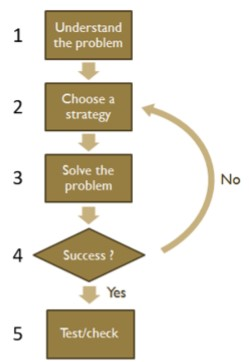 1
Understand
the problem
2
Choose a
strategy
3
Solve the
problem
No
4
Success ?
Yes
5
Test/check